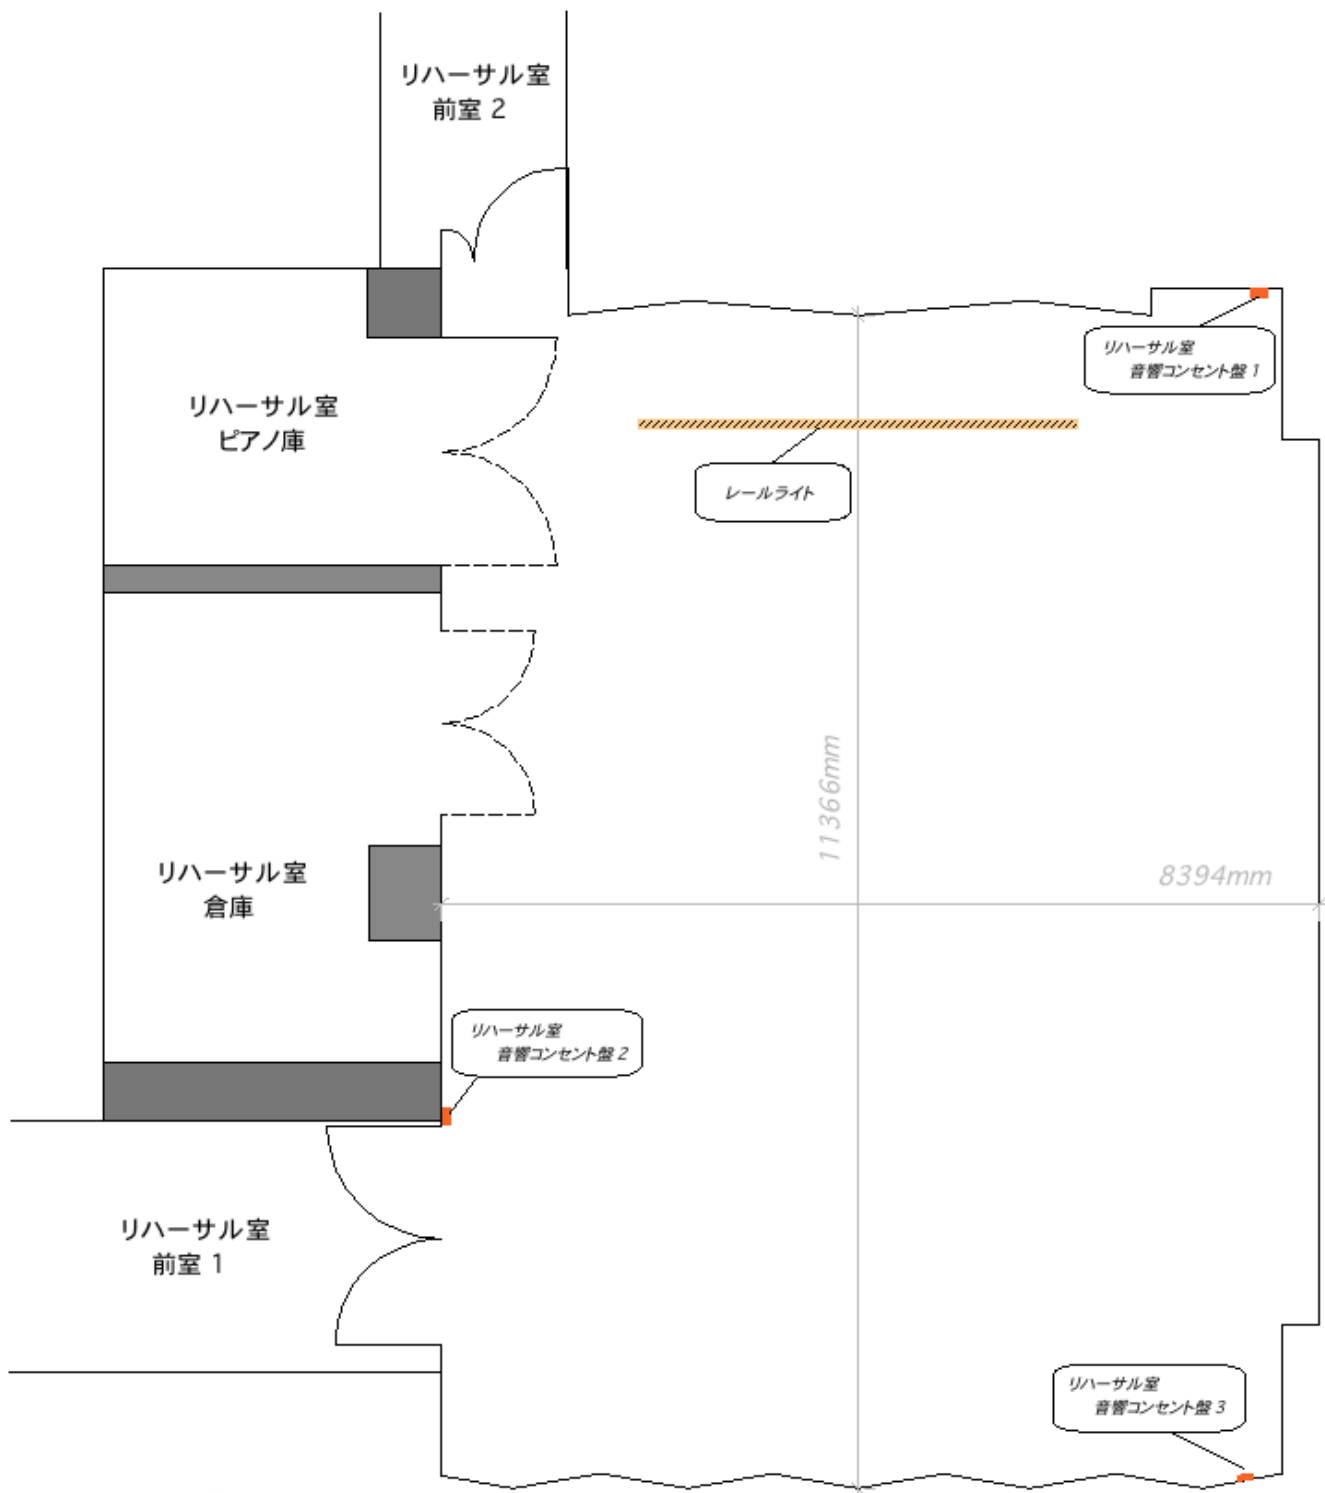 リハーサル室
前室 2
リハーサル室
音響コンセント盤 1
リハーサル室
ピアノ庫
レールライト
11366mm
8394mm
リハーサル室
倉庫
リハーサル室
音響コンセント盤 2
リハーサル室
前室 1
リハーサル室
音響コンセント盤 3